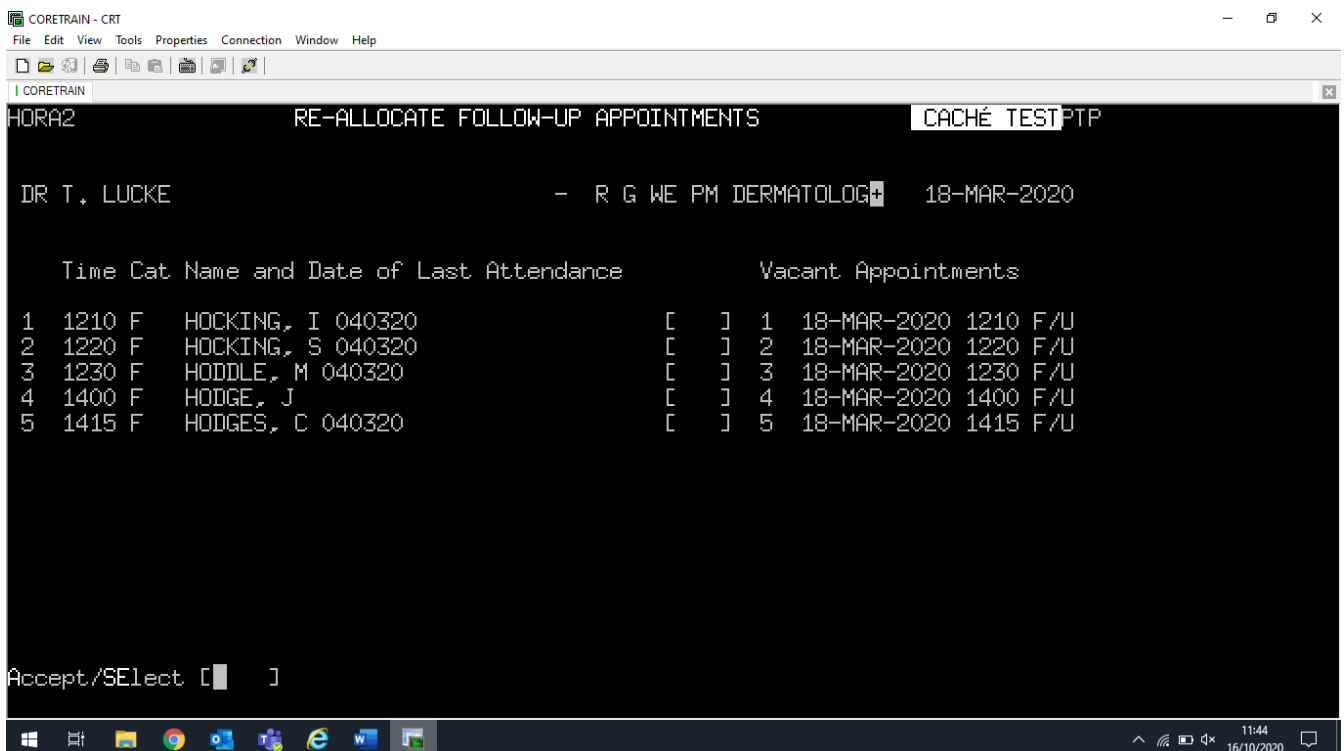 CORETRAIN - CRT
File Edit View Tools Properties Connection Window Help
CORETRAIN
HORA2 RE-ALLOCATE FOLLOW-UP APPOINTMENTS CACHÉ TESTPTP
DR T. LUCKE - R G WE PM DERMATOLOG+ 18-MAR-2020
Time Cat Name and Date of Last Attendance Vacant Appointments
1 1210 F HOCKING, I 040320 [ ] 1 18-MAR-2020 1210 F/U
2 1220 F HOCKING, S 040320 [ ] 2 18-MAR-2020 1220 F/U
3 1230 F HODDLE, M 040320 [ ] 3 18-MAR-2020 1230 F/U
4 1400 F HODGE, J [ ] 4 18-MAR-2020 1400 F/U
5 1415 F HODGES, C 040320 [ ] 5 18-MAR-2020 1415 F/U
Accept/SElect [ ]
11:44
16/10/2020